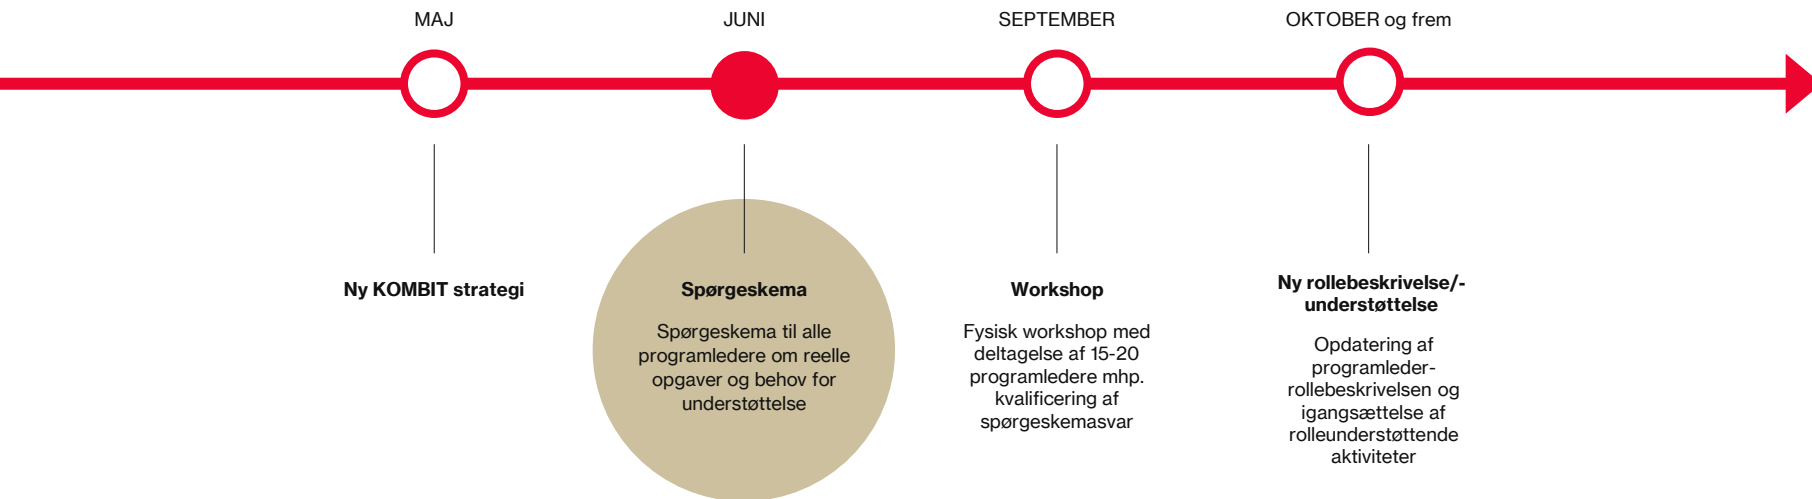 MAJ
JUNI
SEPTEMBER
OKTOBER og frem
Ny KOMBIT strategi
Spørgeskema
Spørgeskema til alle
programledere om reelle
opgaver og behov for
understøttelse
Workshop
Fysisk workshop med
deltagelse af 15-20
programledere mhp.
kvalificering af
spørgeskemasvar
Ny rollebeskrivelse/-
understøttelse
Opdatering af
programleder-
rollebeskrivelsen og
igangsættelse af
rolleunderstøttende
aktiviteter